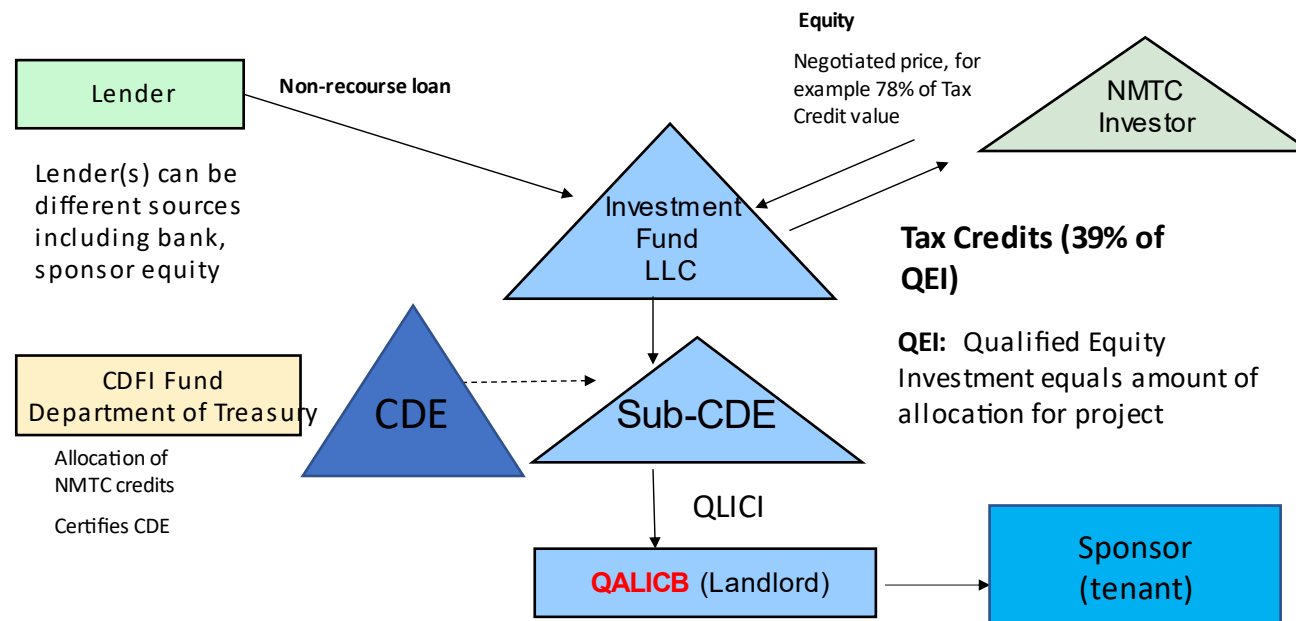 Lender
Non-recourse loan
Equity
Negotiated price, for
example 78% of Tax
Credit value
NMTC
Investor
Lender(s) can be
different sources
including bank,
sponsor equity
Investment
Fund
LLC
Tax Credits (39% of
QEI)
QEI: Qualified Equity
Investment equals amount of
allocation for project
CDFI Fund
Department of Treasury
CDE
Sub-CDE
Allocation of
NMTC credits
Certifies CDE
QLICI
QALICB (Landlord)
Sponsor
(tenant)